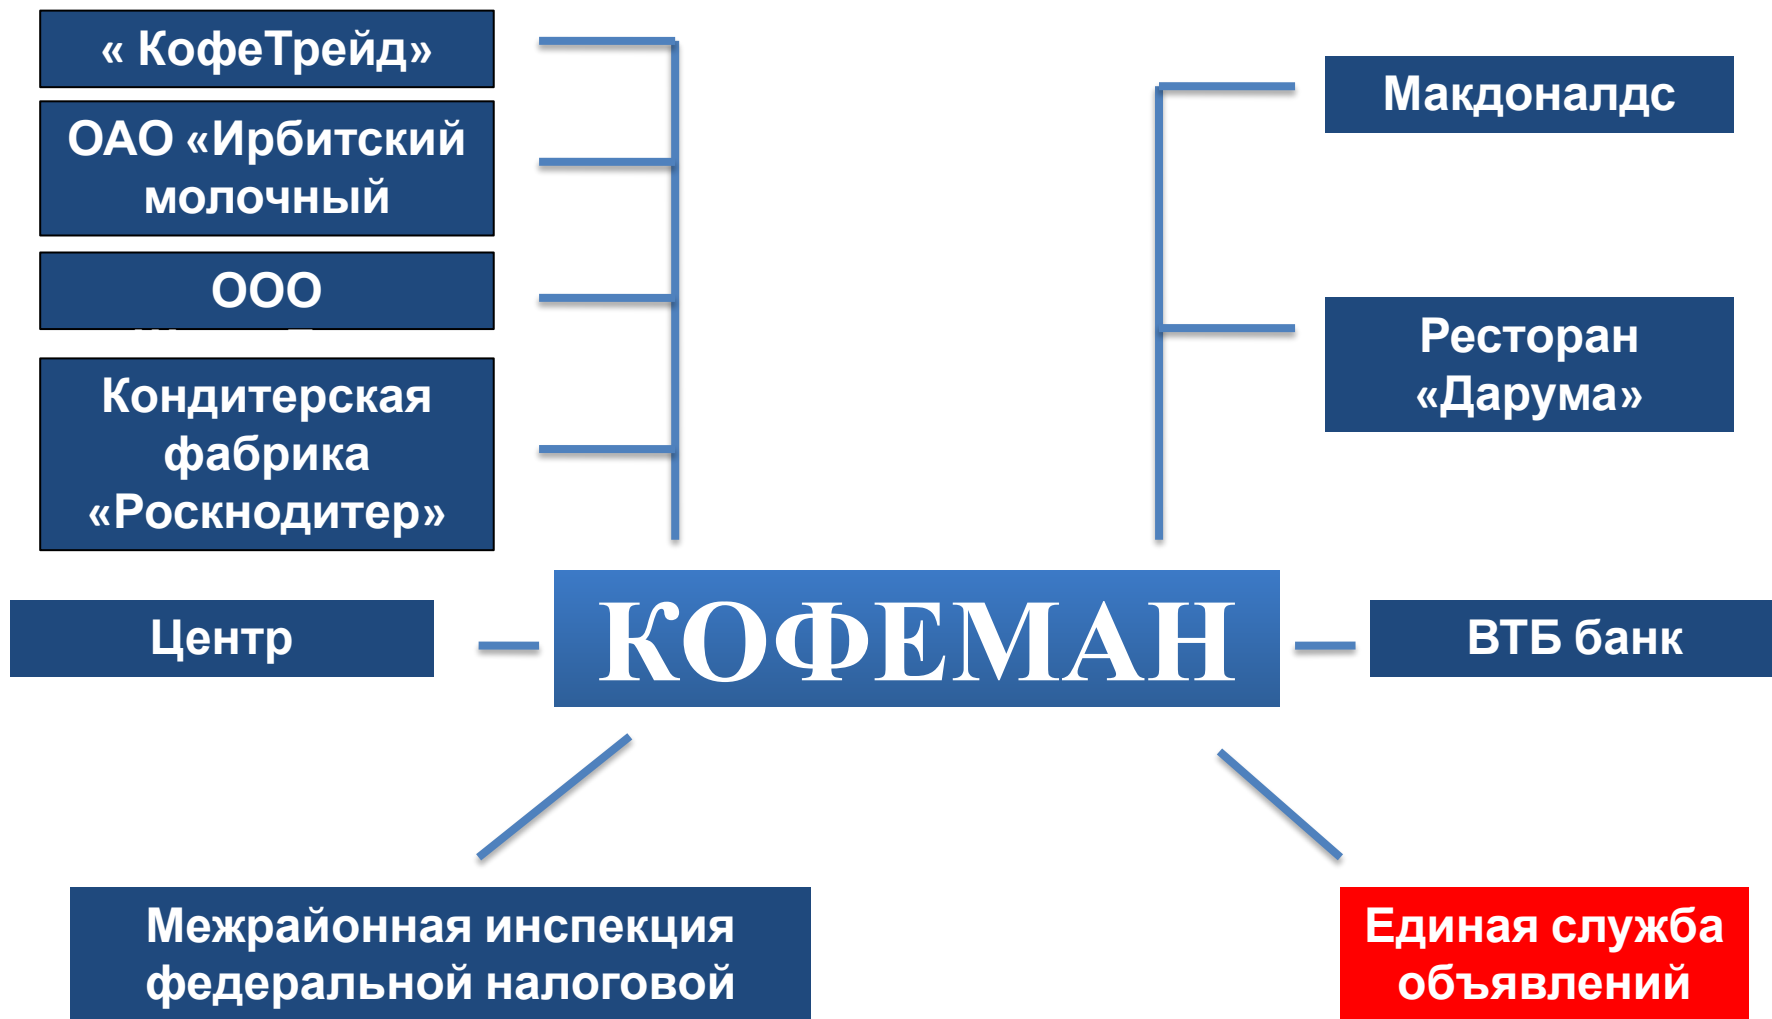 « КофеТрейд»
ОАО «Ирбитский
молочный
ООО
Кондитерская
фабрика
«Роскнодитер»
Макдоналдс
Ресторан
«Дарума»
Центр
КОФЕМАН
ВТБ банк
Межрайонная инспекция
федеральной налоговой
Единая служба
объявлений